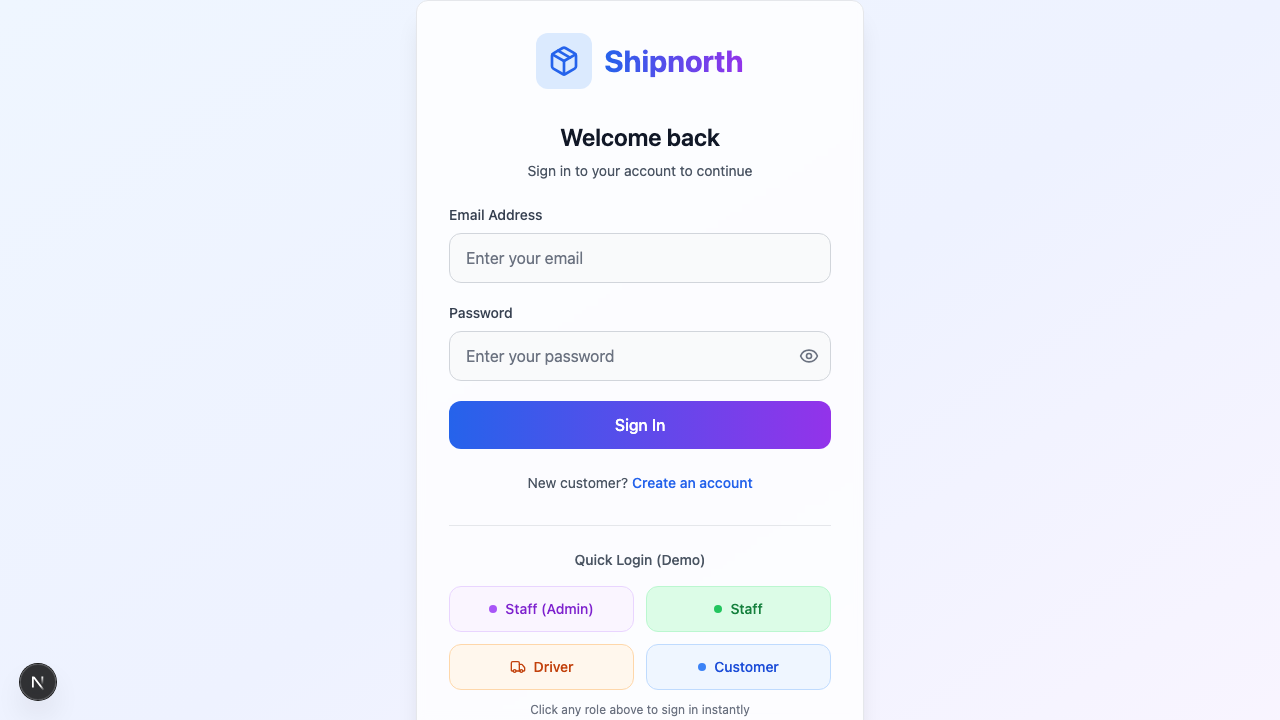 Shipnorth
Welcome back
Sign in to your account to continue
Email Address
Enter your email
Password
Enter your password
Sign In
New customer? Create an account
Quick Login (Demo)
Staff (Admin)
Staff
Driver
Customer
Click any role above to sign in instantly
N